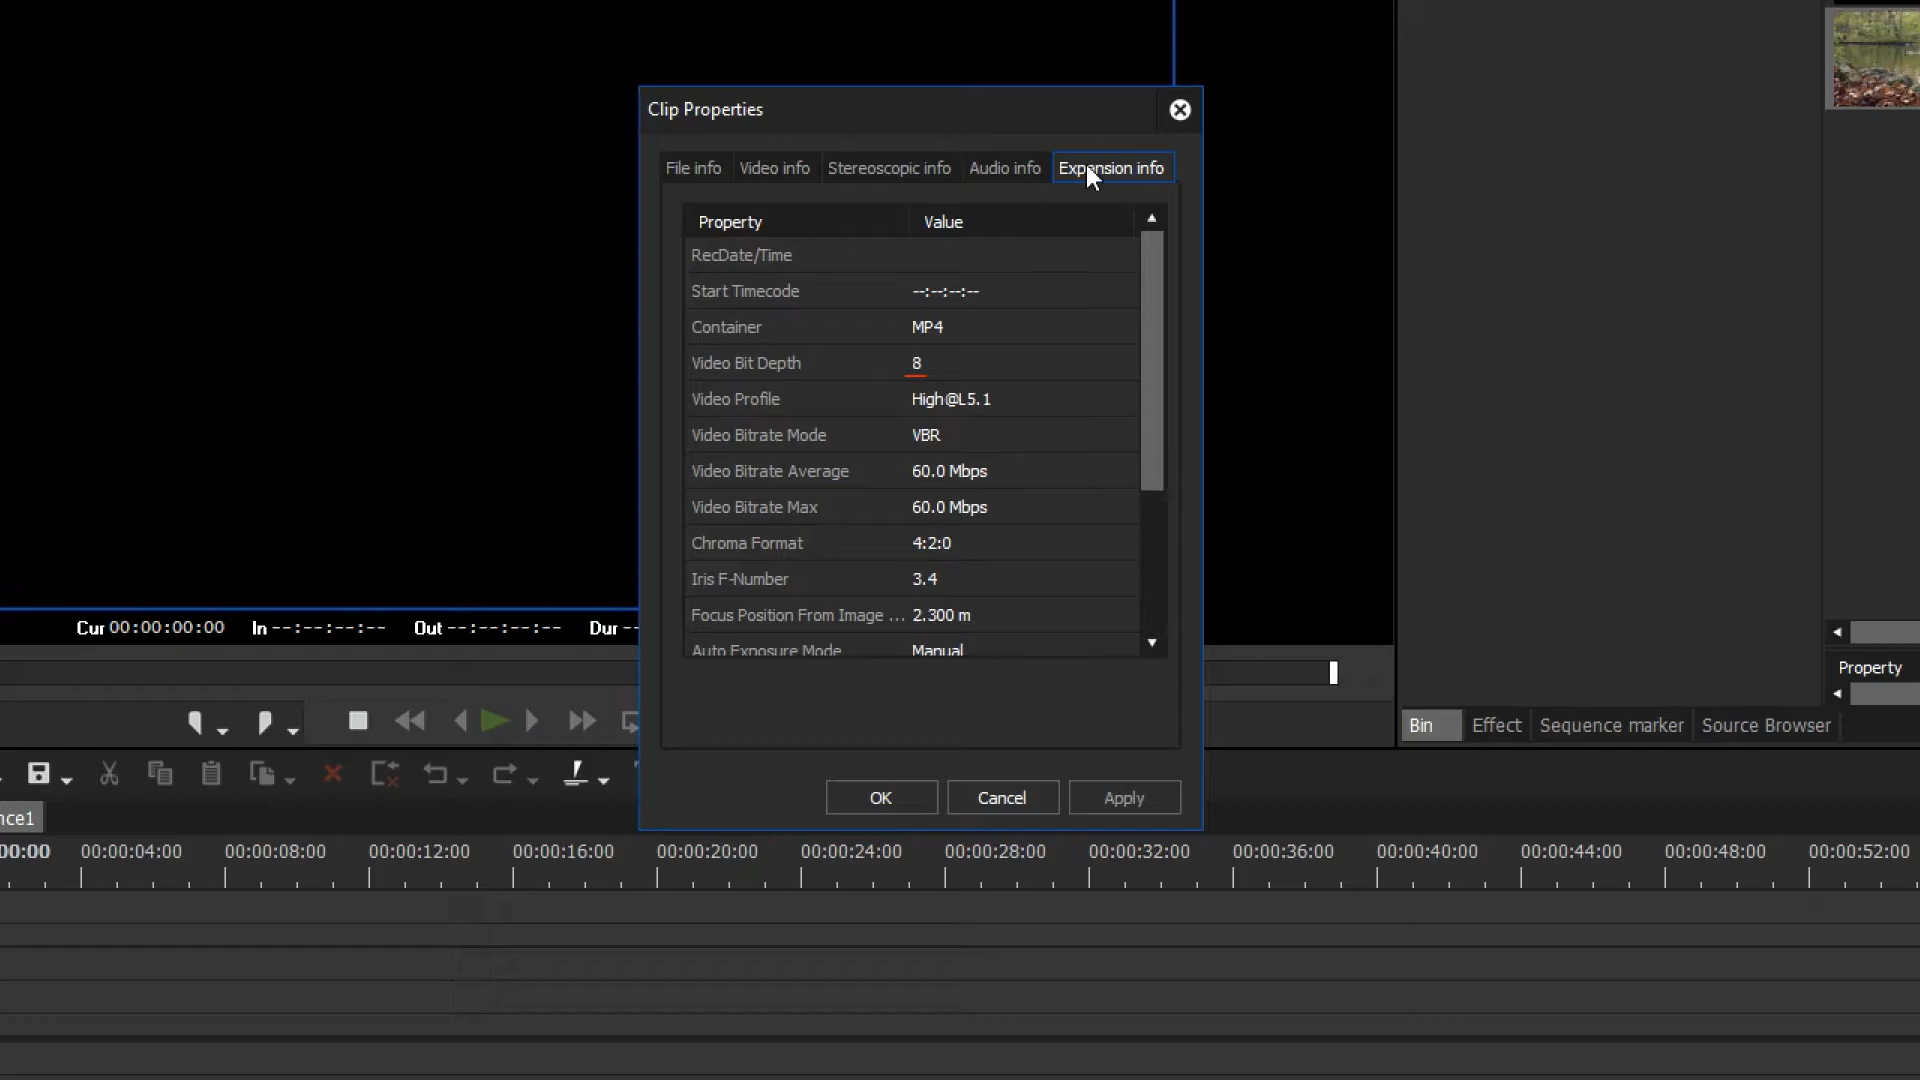 Clip Properties
File info Video info Stereoscopic info Audio info Expansion info
Property Value
RecDate/Time
Start Timecode --:--:--:--
Container MP4
Video Bit Depth 8
Video Profile High@L5.1
Video Bitrate Mode VBR
Video Bitrate Average 60.0 Mbps
Video Bitrate Max 60.0 Mbps
Chroma Format 4:2:0
Iris F-Number 3.4
Focus Position From Image ... 2.300 m
Auto Exposure Mode Manual
OK Cancel Apply
Cur 00:00:00:00 In --:--:--:-- Out --:--:--:-- Dur --
Property
Bin Effect Sequence marker Source Browser
nce1
00:00 00:00:04:00 00:00:08:00 00:00:12:00 00:00:16:00 00:00:20:00 00:00:24:00 00:00:28:00 00:00:32:00 00:00:36:00 00:00:40:00 00:00:44:00 00:00:48:00 00:00:52:00